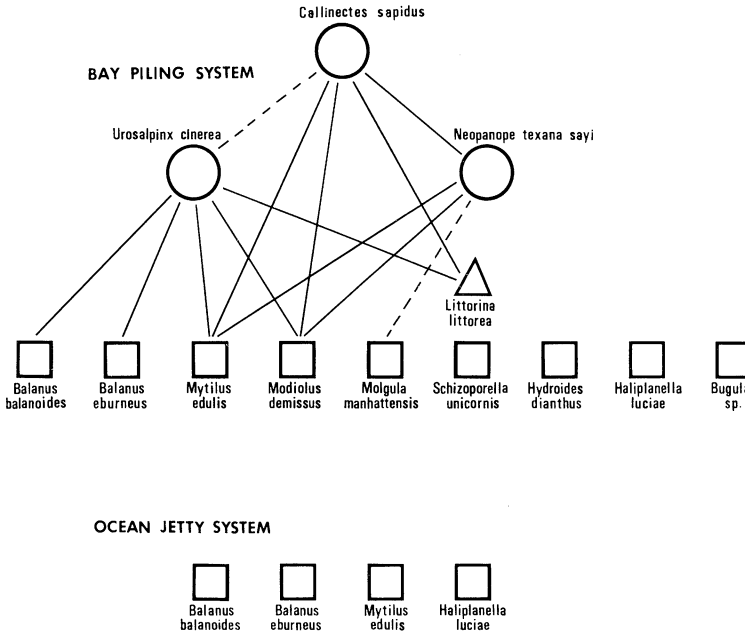 Callinectes sapidus
BAY PILING SYSTEM
Urosalpinx cinerea
Neopanope texana sayi
Littorina
littorea
Balanus
balanoides
Balanus
eburneus
Mytilus
edulis
Modiolus
demissus
Molgula
manhattensis
Schizoporella
unicornis
Hydroides
dianthus
Haliplanella
luciae
Bugula
sp.
OCEAN JETTY SYSTEM
Balanus
balanoides
Balanus
eburneus
Mytilus
edulis
Haliplanella
luciae